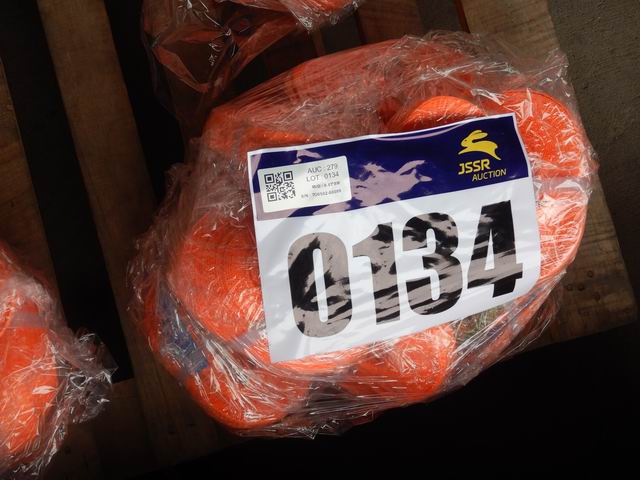 AUC : 279
LOT : 0134
JSSR
AUCTION
0134